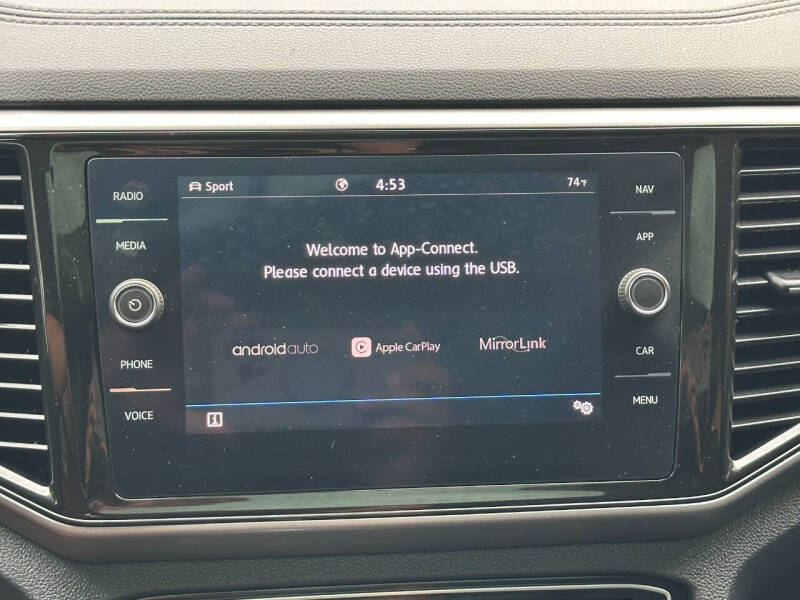 RADIO
MEDIA
PHONE
VOICE
Sport 4:53 74°F
Welcome to App-Connect.
Please connect a device using the USB.
androidauto Apple CarPlay MirrorLink
i
NAV
APP
CAR
MENU